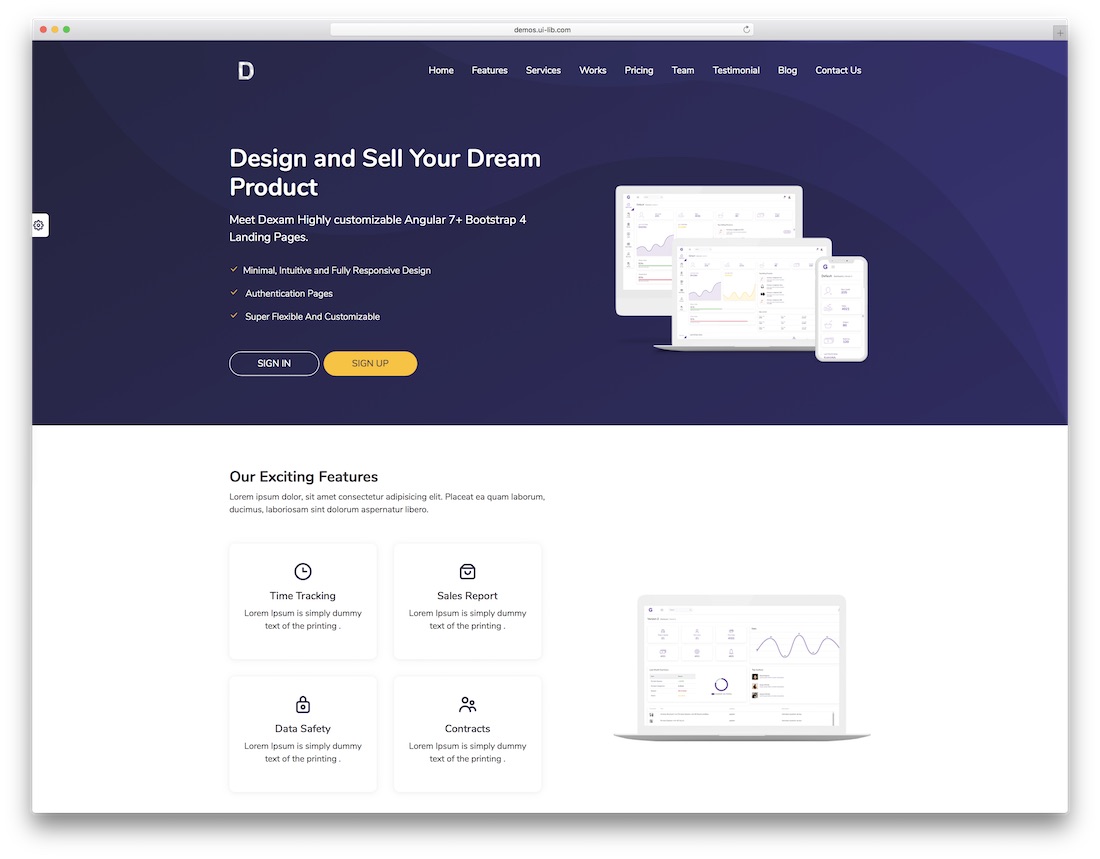 demos.ui-lib.com
D
Home Features Services Works Pricing Team Testimonial Blog Contact Us
Design and Sell Your Dream
Product
Meet Dexam Highly customizable Angular 7+ Bootstrap 4
Landing Pages.
Minimal, Intuitive and Fully Responsive Design
Authentication Pages
Super Flexible And Customizable
SIGN IN SIGN UP
Our Exciting Features
Lorem ipsum dolor, sit amet consectetur adipisicing elit. Placeat ea quam laborum,
ducimus, laboriosam sint dolorum aspernatur libero.
Time Tracking
Lorem Ipsum is simply dummy
text of the printing .
Sales Report
Lorem Ipsum is simply dummy
text of the printing .
Data Safety
Lorem Ipsum is simply dummy
text of the printing .
Contracts
Lorem Ipsum is simply dummy
text of the printing .